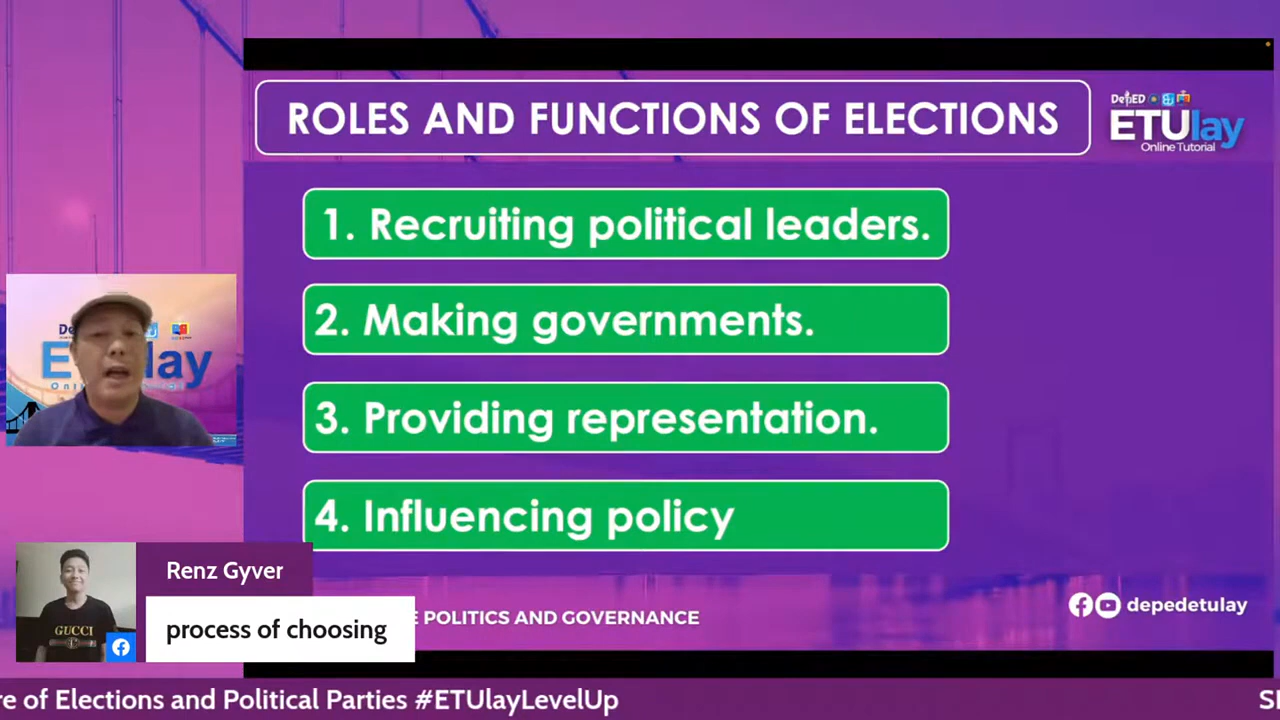 ROLES AND FUNCTIONS OF ELECTIONS
DepED
ETUlay
Online Tutorial
1. Recruiting political leaders.
2. Making governments.
3. Providing representation.
4. Influencing policy
Renz Gyver
process of choosing
GUCCI
POLITICS AND GOVERNANCE
depedetulay
of Elections and Political Parties #ETUlayLevelUp